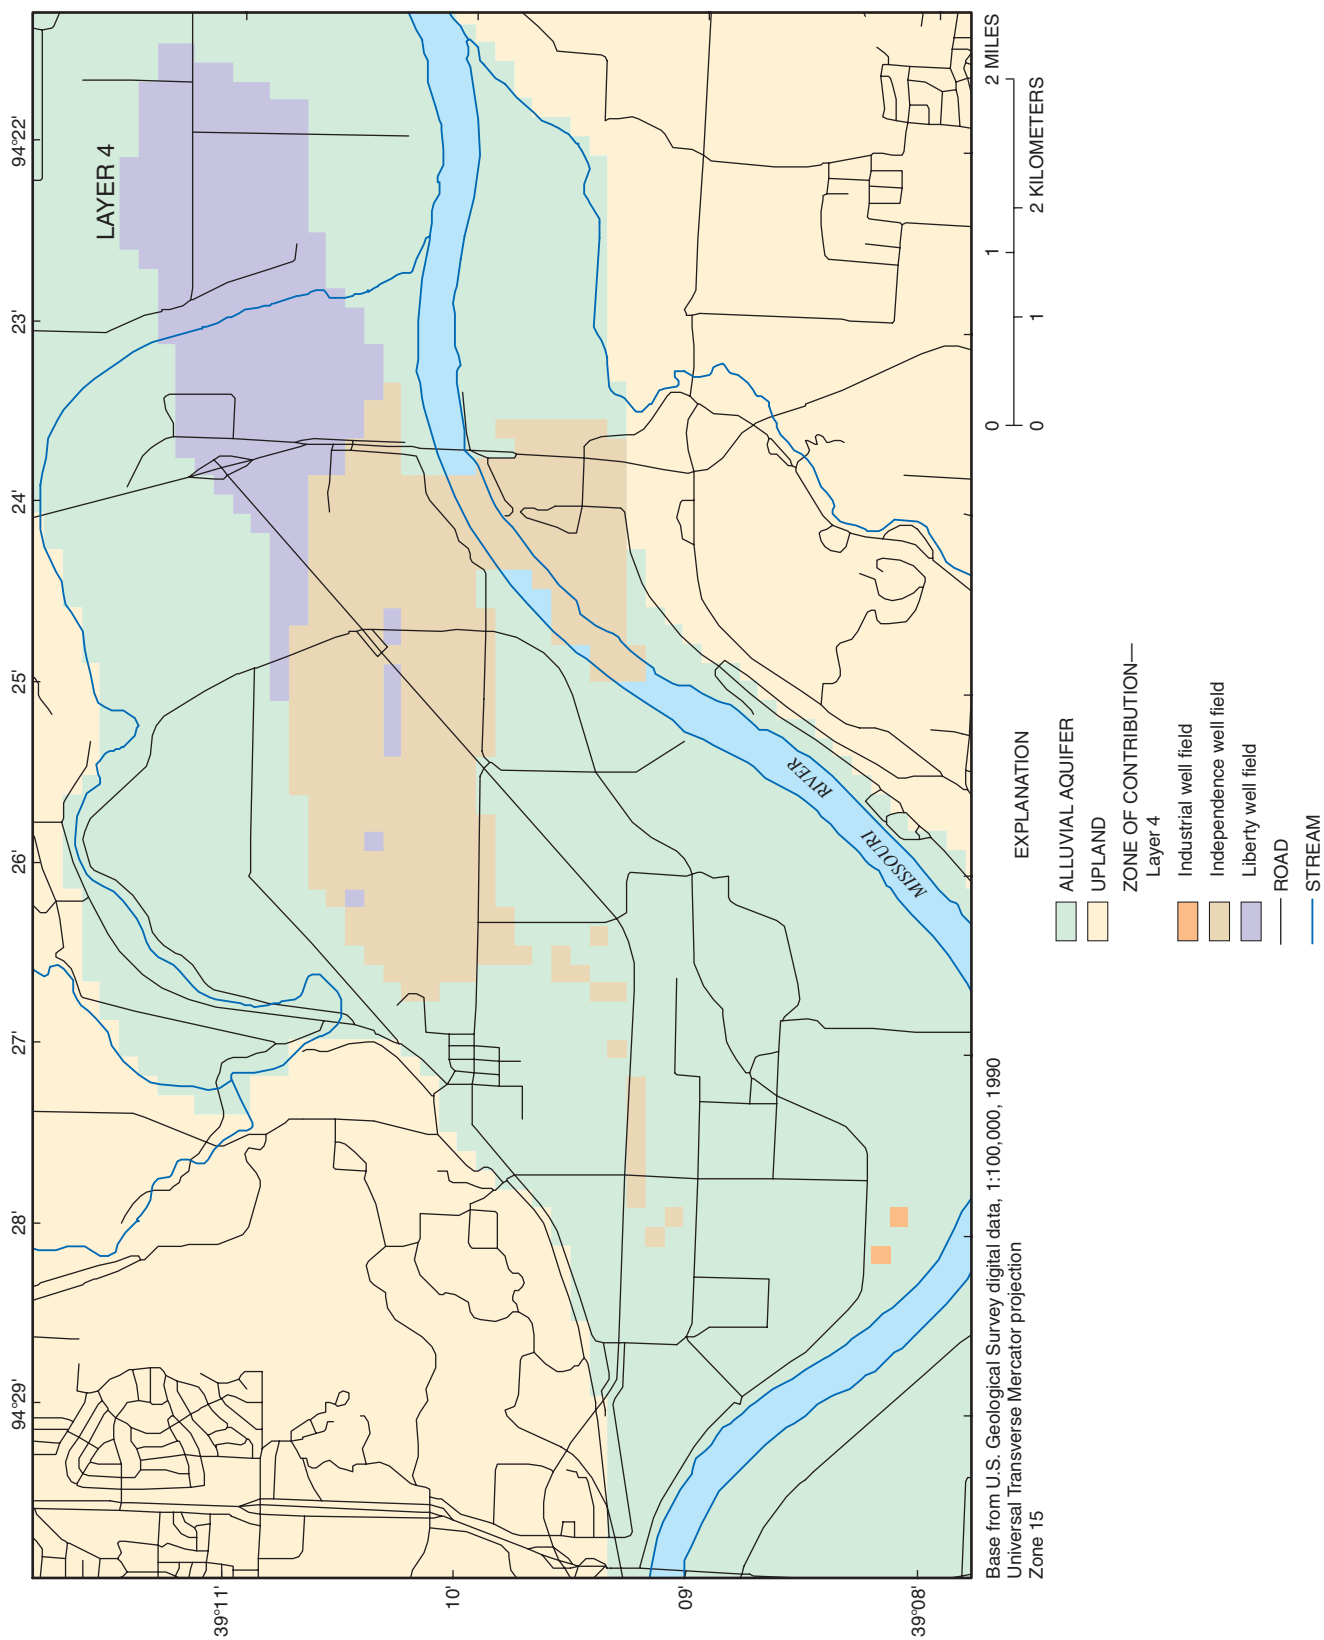 94°29'
28'
27'
26'
25'
24
23'
94°22'
39°11'
10'
09'
39°08'
LAYER 4
MISSOURI
RIVER
Base from U.S. Geological Survey digital data, 1:100,000, 1990
Universal Transverse Mercator projection
Zone 15
EXPLANATION
ALLUVIAL AQUIFER
UPLAND
ZONE OF CONTRIBUTION—
Layer 4
Industrial well field
Independence well field
Liberty well field
ROAD
STREAM
0 1 2 MILES
0 1 2 KILOMETERS